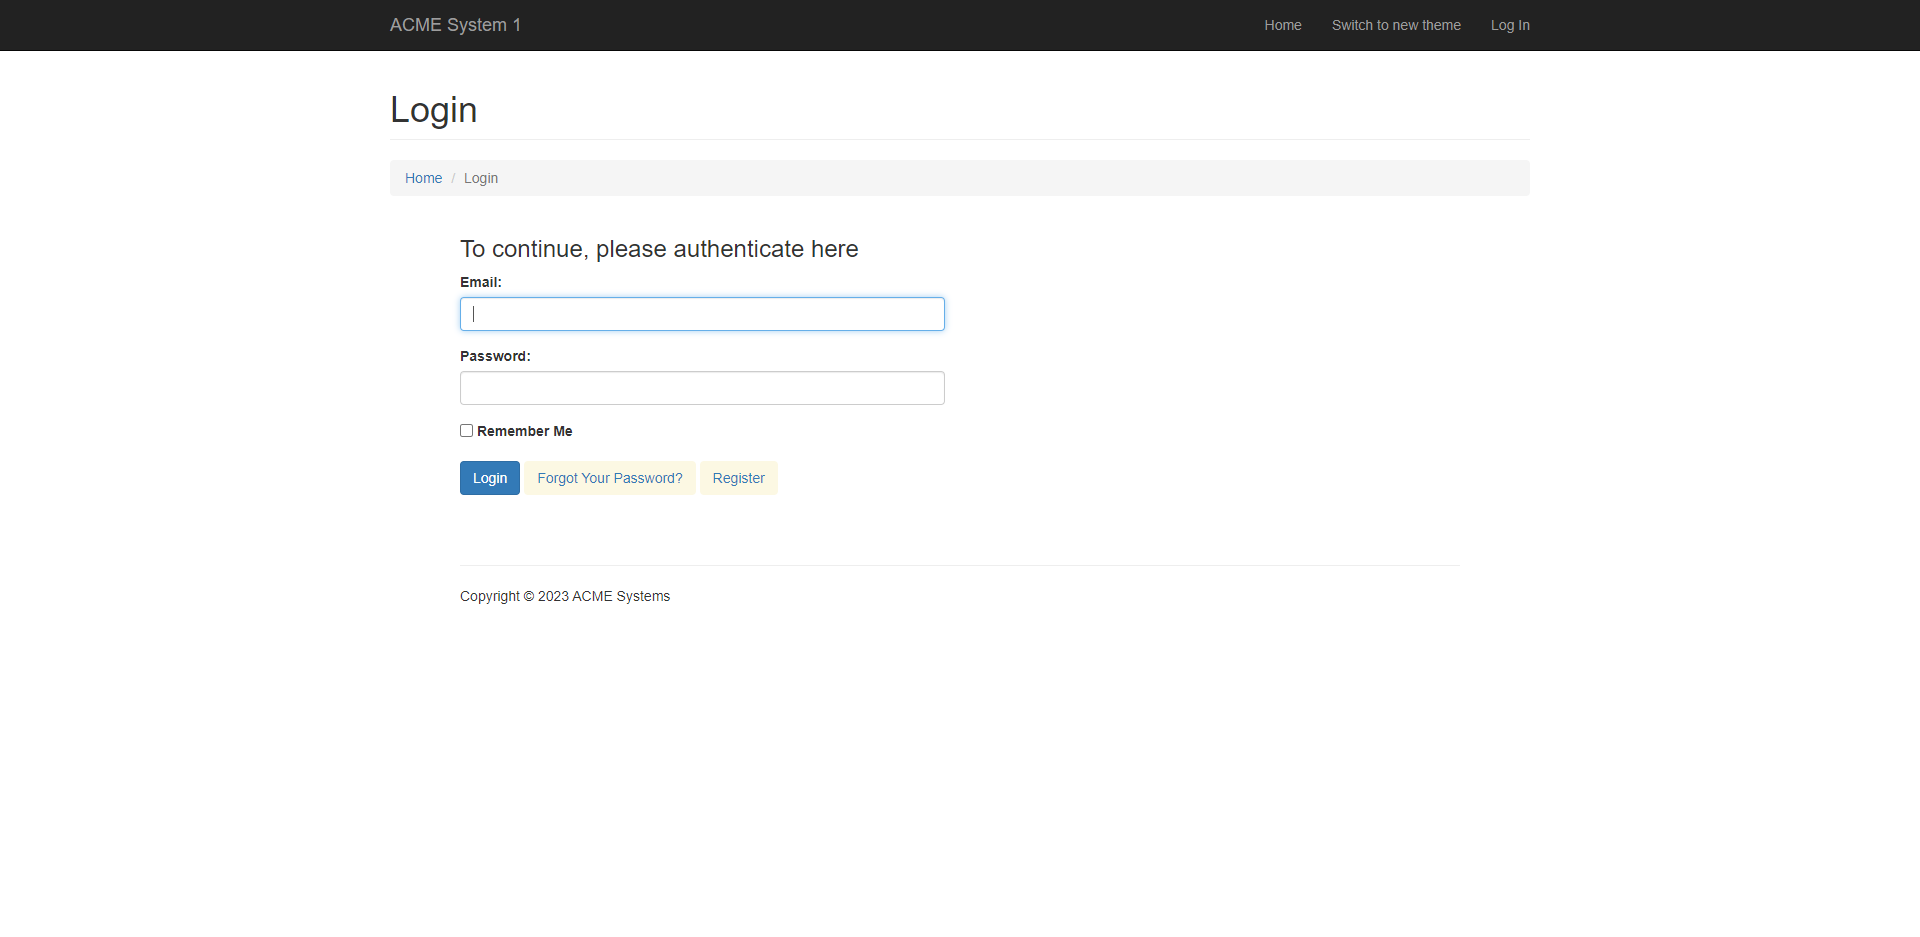 ACME System 1 Home Switch to new theme Log In
Login
Home / Login
To continue, please authenticate here
Email:
Password:
Remember Me
Login Forgot Your Password? Register
Copyright © 2023 ACME Systems